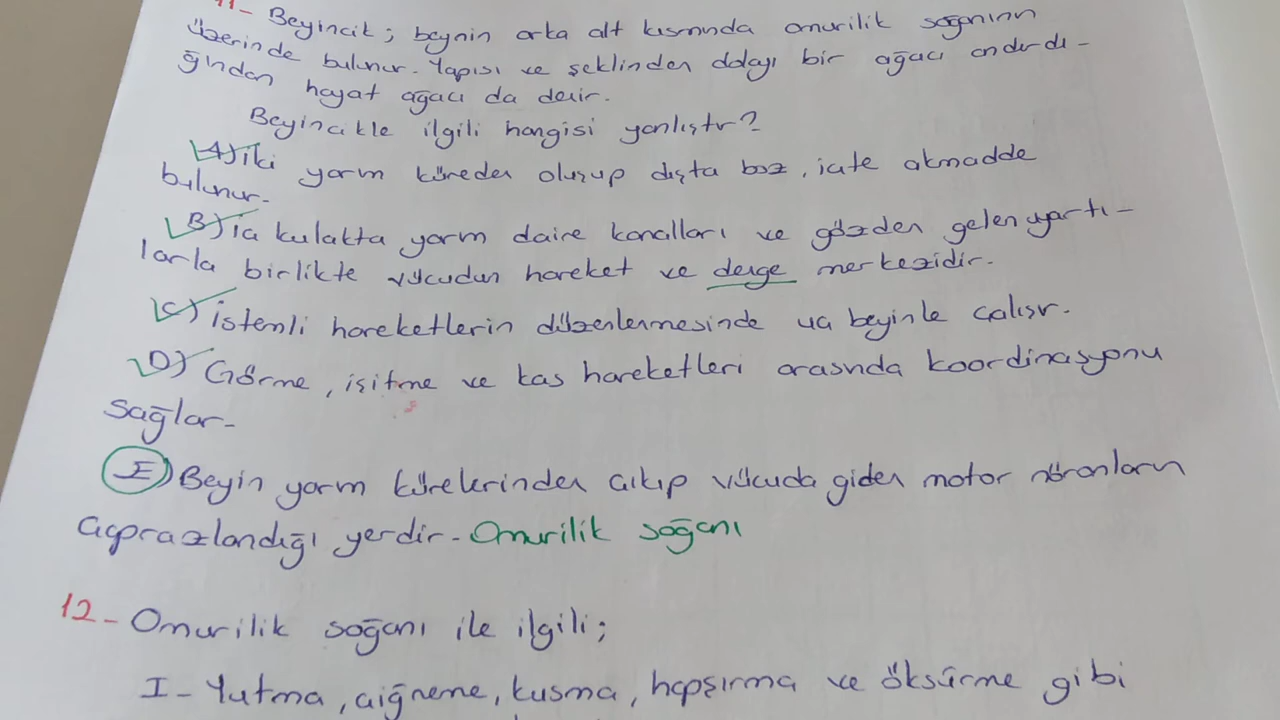 11- Beyincik; beynin arka alt kısmında omurilik soğanının
üzerinde bulunur. Yapısı ve şeklinden dolayı bir ağacı andırdı-
ğından hayat ağacı da denir.
Beyincikle ilgili hangisi yanlıştır?
A) İki yarım küreden oluşup dışta boz, içte akmadde
bulunur.
B) İç kulakta yarım daire kanalları ve gözden gelen uyartı-
larla birlikte vücudun hareket ve denge merkezidir.
C) İstemli hareketlerin düzenlenmesinde uç beyinle çalışır.
D) Görme, işitme ve kas hareketleri arasında koordinasyonu
sağlar.
E) Beyin yarım kürelerinden çıkıp vücuda giden motor nöronların
çaprazlandığı yerdir. Omurilik soğanı
12- Omurilik soğanı ile ilgili;
I- Yutma, çiğneme, kusma, hapşırma ve öksürme gibi